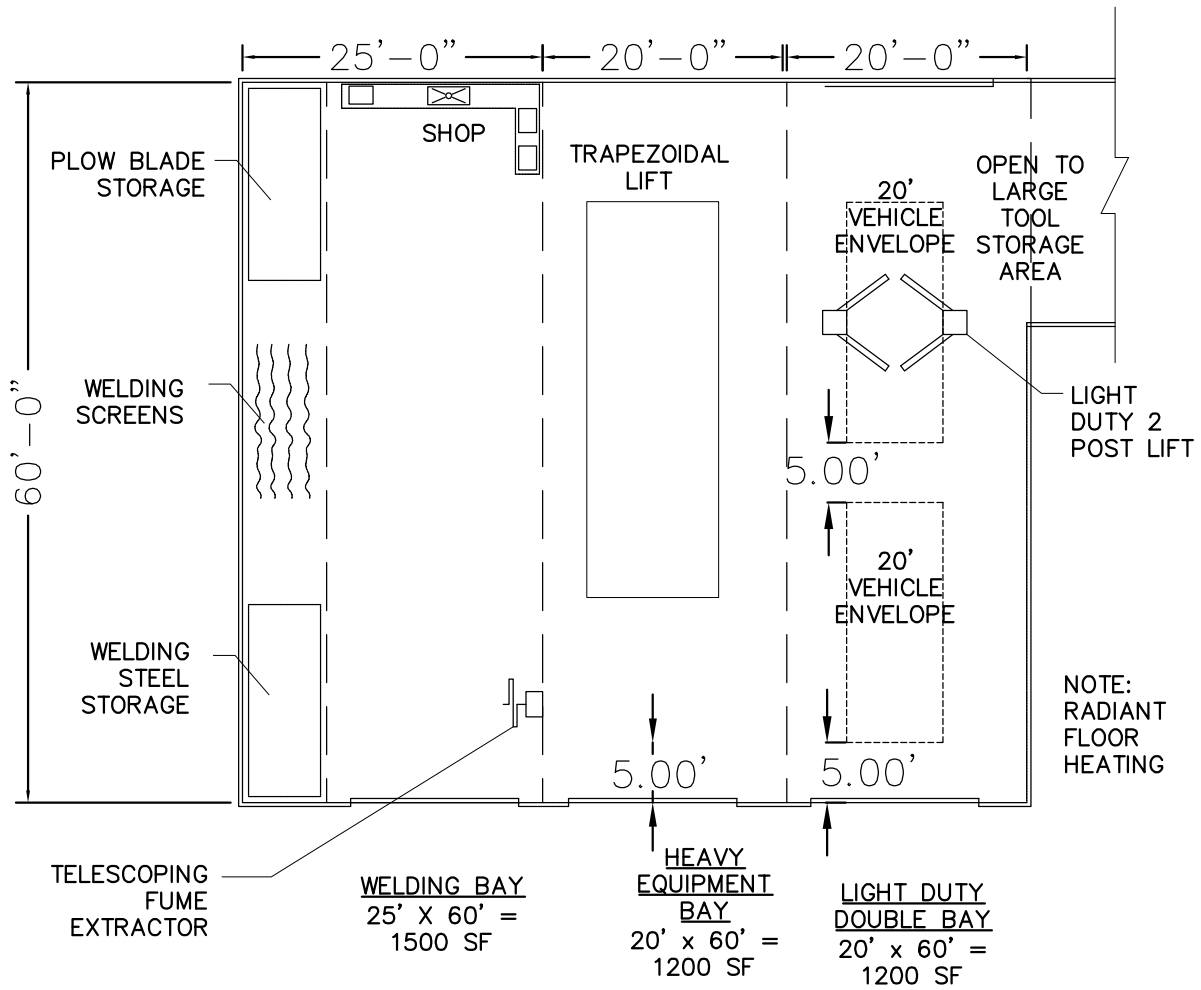 25'-0"
20'-0"
20'-0"
60'-0"
PLOW BLADE
STORAGE
SHOP
TRAPEZOIDAL
LIFT
20'
VEHICLE
ENVELOPE
OPEN TO
LARGE
TOOL
STORAGE
AREA
WELDING
SCREENS
LIGHT
DUTY 2
POST LIFT
5.00'
20'
VEHICLE
ENVELOPE
WELDING
STEEL
STORAGE
NOTE:
RADIANT
FLOOR
HEATING
5.00'
5.00'
TELESCOPING
FUME
EXTRACTOR
WELDING BAY
25' X 60' =
1500 SF
HEAVY
EQUIPMENT
BAY
20' x 60' =
1200 SF
LIGHT DUTY
DOUBLE BAY
20' x 60' =
1200 SF